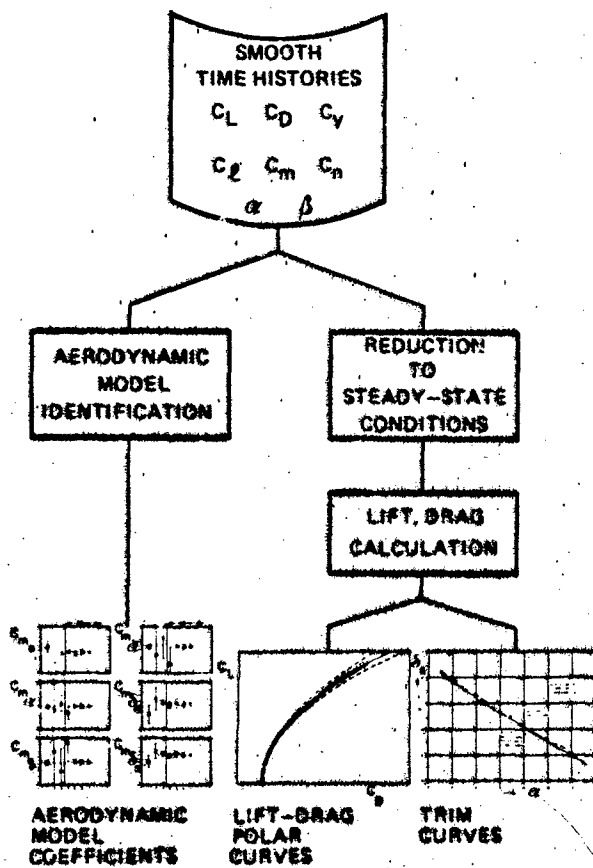 SMOOTH
TIME HISTORIES
C_L C_D C_Y
C_ℓ C_m C_n
α β
AERODYNAMIC
MODEL
IDENTIFICATION
REDUCTION
TO
STEADY-STATE
CONDITIONS
LIFT, DRAG
CALCULATION
C_L
C_D
α
AERODYNAMIC
MODEL
COEFFICIENTS
LIFT-DRAG
POLAR
CURVES
TRIM
CURVES